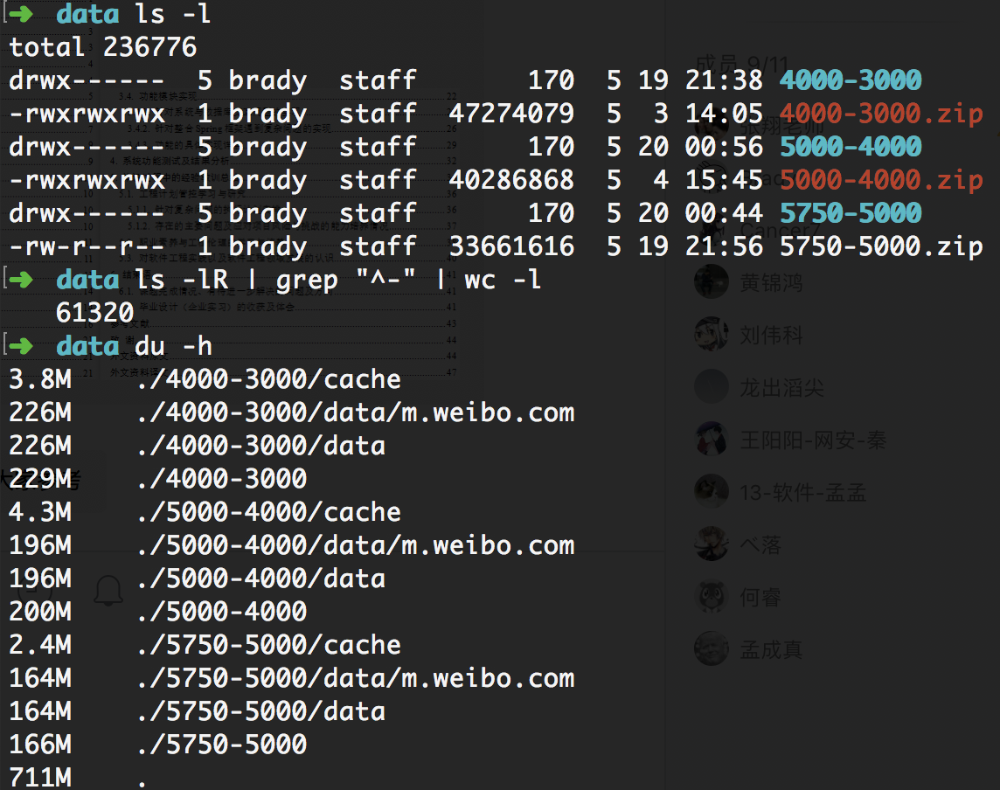 ➜ data ls -l
total 236776
drwx------ 5 brady staff 170 5 19 21:38 4000-3000
-rwxrwxrwx 1 brady staff 47274079 5 3 14:05 4000-3000.zip
drwx------ 5 brady staff 170 5 20 00:56 5000-4000
-rwxrwxrwx 1 brady staff 40286868 5 4 15:45 5000-4000.zip
drwx------ 5 brady staff 170 5 20 00:44 5750-5000
-rw-r--r-- 1 brady staff 33661616 5 19 21:56 5750-5000.zip
➜ data ls -lR | grep "^-" | wc -l
61320
➜ data du -h
3.8M ./4000-3000/cache
226M ./4000-3000/data/m.weibo.com
226M ./4000-3000/data
229M ./4000-3000
4.3M ./5000-4000/cache
196M ./5000-4000/data/m.weibo.com
196M ./5000-4000/data
200M ./5000-4000
2.4M ./5750-5000/cache
164M ./5750-5000/data/m.weibo.com
164M ./5750-5000/data
166M ./5750-5000
711M .
成员 9/11
张翔老师
Cancer7
黄锦鸿
刘伟科
龙出滔尖
王阳阳-网安-秦
13-软件-孟孟
べ落
何睿
孟成真